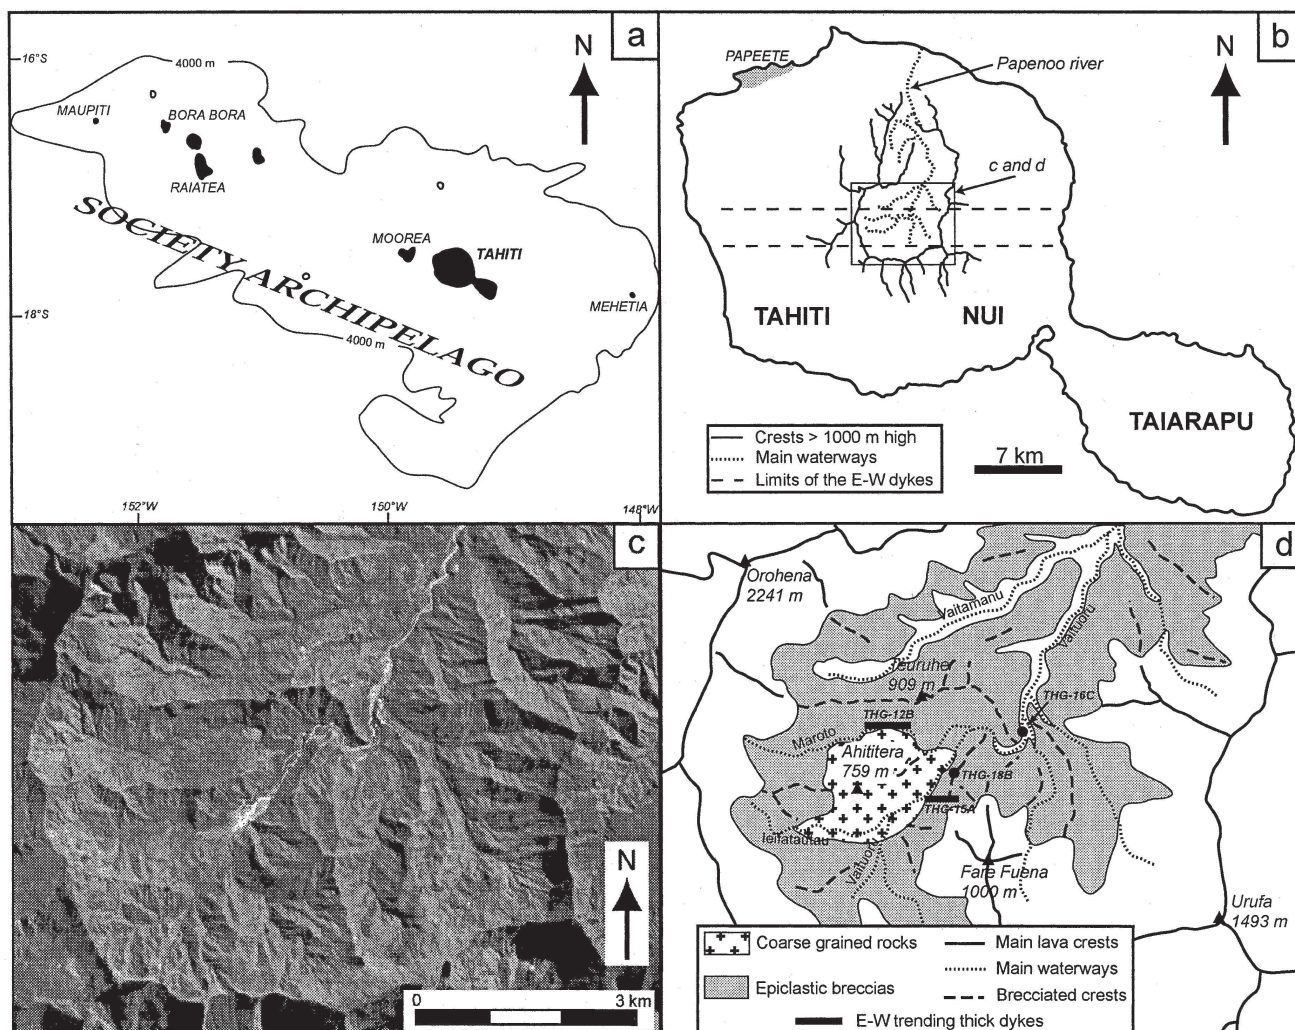 a
N
16°S
4000 m
MAUPITI
BORA BORA
RAIATEA
SOCIETY ARCHIPELAGO
MOOREA
TAHITI
MEHETIA
18°S
4000 m
152°W
150°W
148°W
b
N
PAPEETE
Papenoo river
c and d
TAHITI NUI
TAIARAPU
Crests > 1000 m high
Main waterways
Limits of the E-W dykes
7 km
c
N
0 3 km
d
Orohena
2241 m
Vaitamanu
Vaituoru
Teuruhe
909 m
THG-16C
THG-12B
Maroto
Ahititera
759 m
THG-18B
THG-15A
Ieifatautau
Fare Fuena
1000 m
Urufa
1493 m
Coarse grained rocks
Main lava crests
Main waterways
Epiclastic breccias
Brecciated crests
E-W trending thick dykes